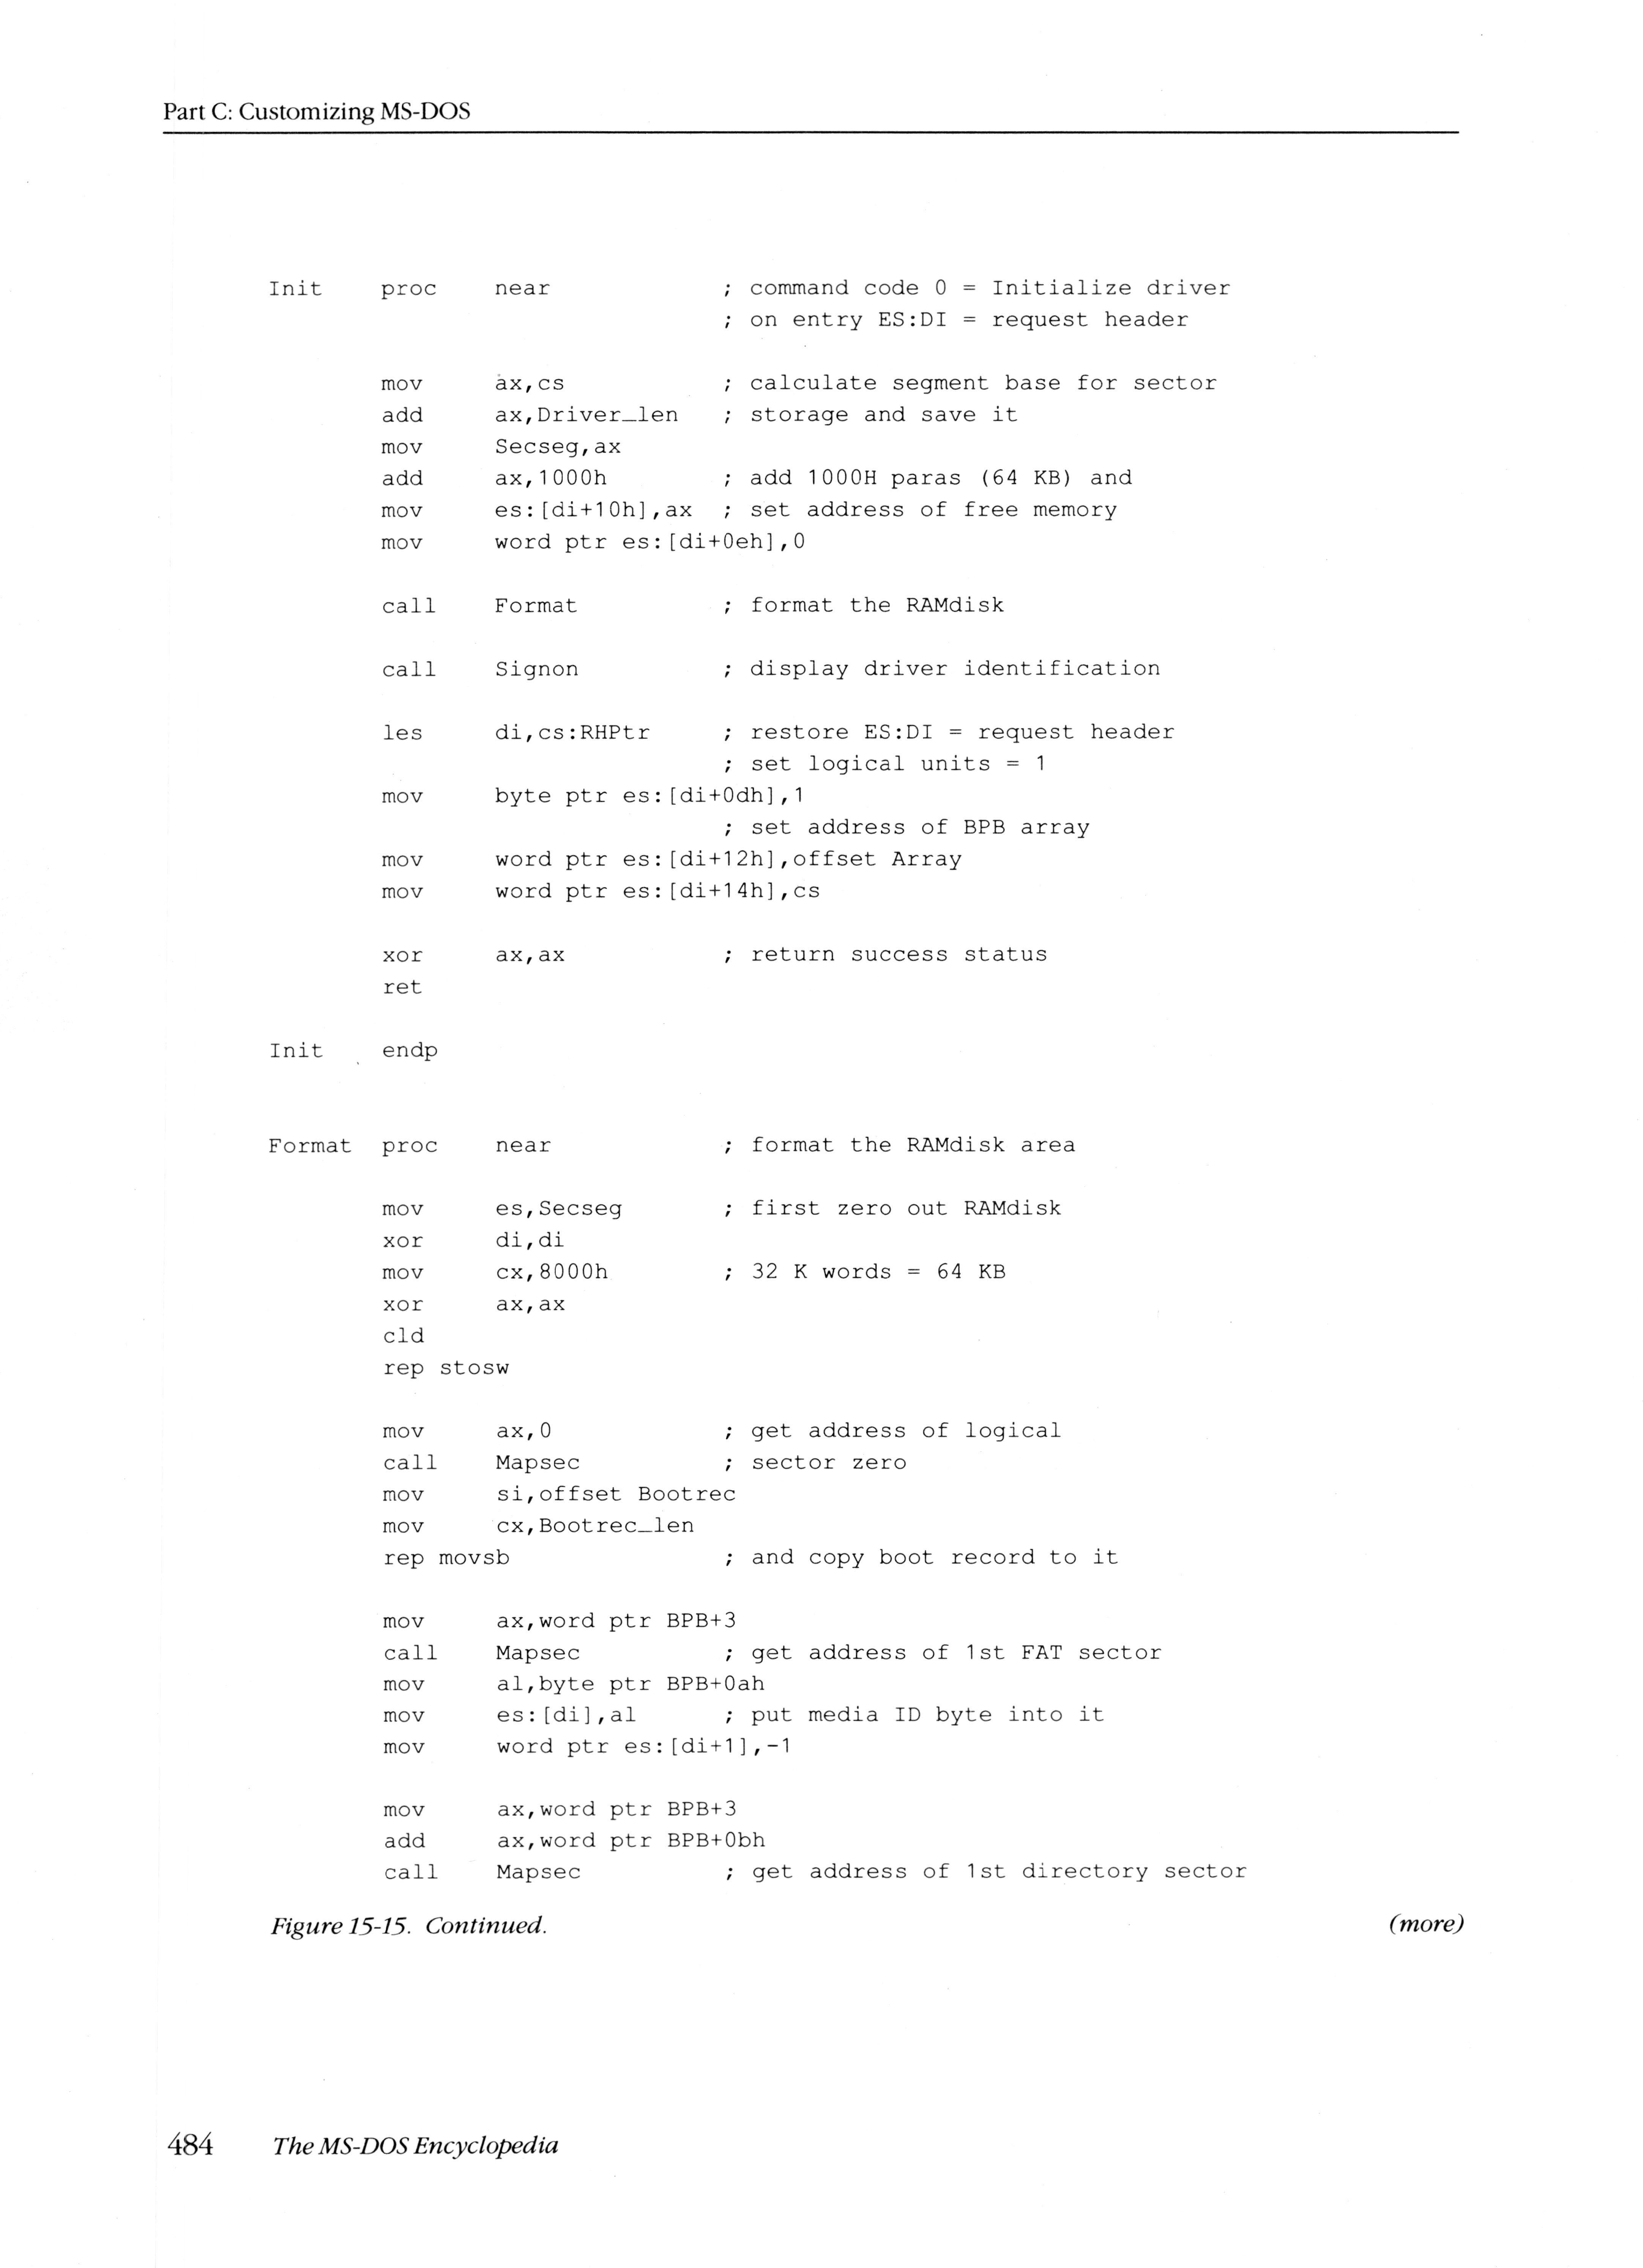 Part C: Customizing MS-DOS
Init    proc    near            ; command code 0 = Initialize driver
                                ; on entry ES:DI = request header
        mov     ax,cs           ; calculate segment base for sector
        add     ax,Driver_len   ; storage and save it
        mov     Secseg,ax
        add     ax,1000h        ; add 1000H paras (64 KB) and
        mov     es:[di+10h],ax  ; set address of free memory
        mov     word ptr es:[di+0eh],0
        call    Format          ; format the RAMdisk
        call    Signon          ; display driver identification
        les     di,cs:RHPtr     ; restore ES:DI = request header
                                ; set logical units = 1
        mov     byte ptr es:[di+0dh],1
                                ; set address of BPB array
        mov     word ptr es:[di+12h],offset Array
        mov     word ptr es:[di+14h],cs
        xor     ax,ax           ; return success status
        ret
Init    endp
Format  proc    near            ; format the RAMdisk area
        mov     es,Secseg       ; first zero out RAMdisk
        xor     di,di
        mov     cx,8000h        ; 32 K words = 64 KB
        xor     ax,ax
        cld
        rep stosw
        mov     ax,0            ; get address of logical
        call    Mapsec          ; sector zero
        mov     si,offset Bootrec
        mov     cx,Bootrec_len
        rep movsb               ; and copy boot record to it
        mov     ax,word ptr BPB+3
        call    Mapsec          ; get address of 1st FAT sector
        mov     al,byte ptr BPB+0ah
        mov     es:[di],al      ; put media ID byte into it
        mov     word ptr es:[di+1],-1
        mov     ax,word ptr BPB+3
        add     ax,word ptr BPB+0bh
        call    Mapsec          ; get address of 1st directory sector
Figure 15-15. Continued. (more)
484 The MS-DOS Encyclopedia